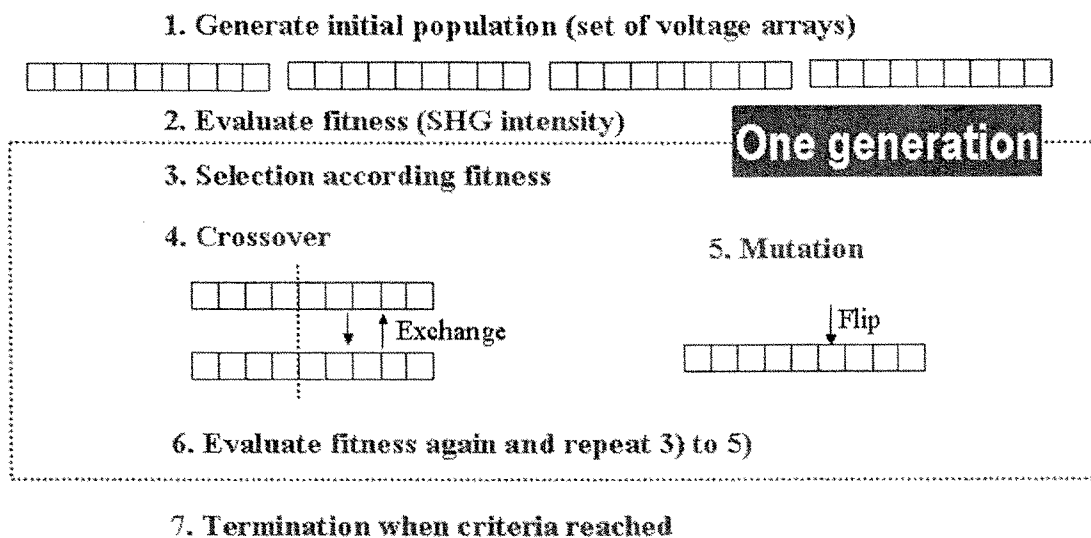 1. Generate initial population (set of voltage arrays)
2. Evaluate fitness (SHG intensity)
One generation
3. Selection according fitness
4. Crossover
5. Mutation
Exchange
Flip
6. Evaluate fitness again and repeat 3) to 5)
7. Termination when criteria reached